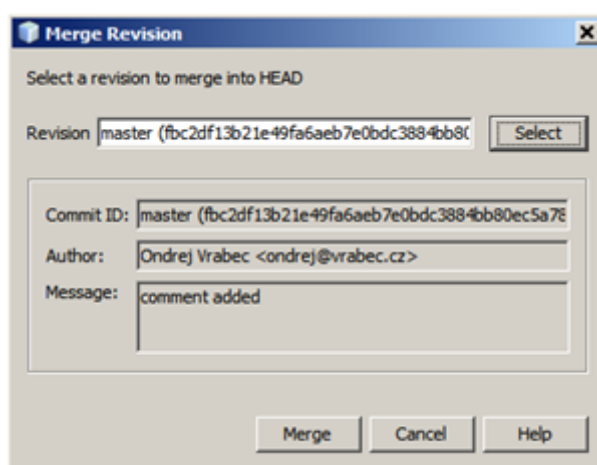 Merge Revision
Select a revision to merge into HEAD
Revision master (fbc2df13b21e49fa6aeb7e0bdc3884bb80( Select
Commit ID: master (fbc2df13b21e49fa6aeb7e0bdc3884bb80ec5a78
Author: Ondrej Vrabec <ondrej@vrabec.cz>
Message: comment added
Merge Cancel Help